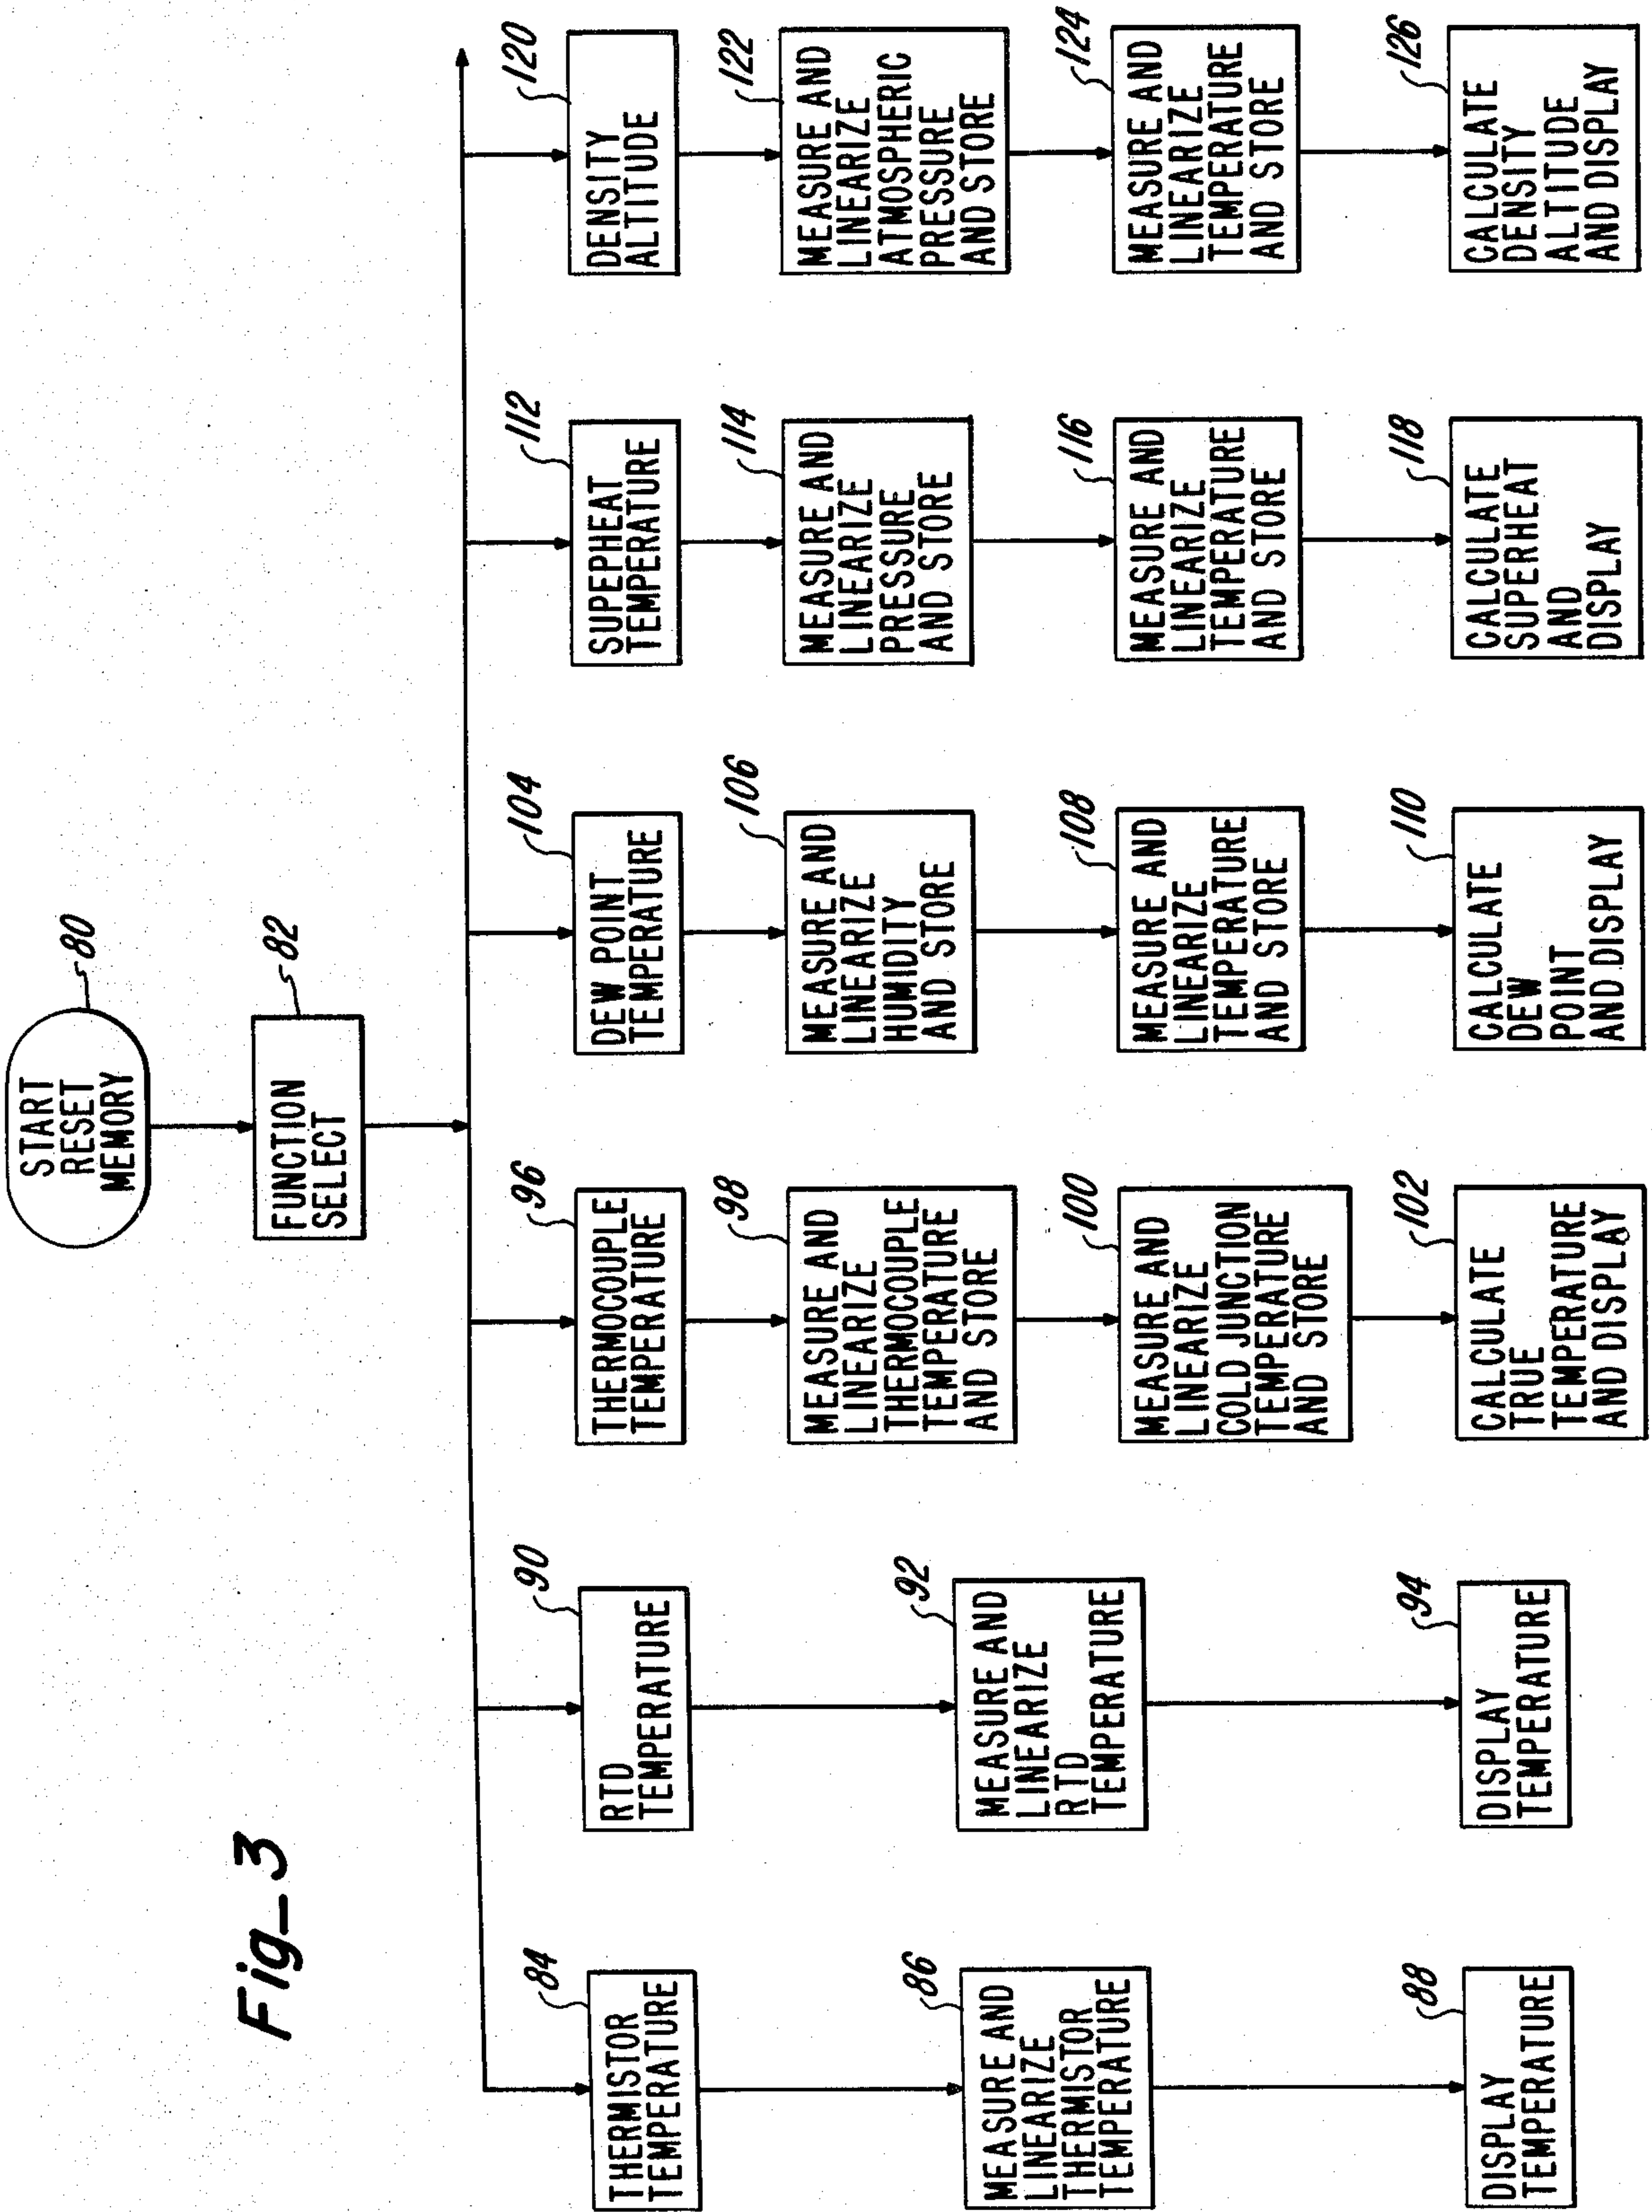 Fig_3
START
RESET
MEMORY
80
FUNCTION
SELECT
82
THERMISTOR
TEMPERATURE
84
MEASURE AND
LINEARIZE
THERMISTOR
TEMPERATURE
86
DISPLAY
TEMPERATURE
88
RTD
TEMPERATURE
90
MEASURE AND
LINEARIZE
RTD
TEMPERATURE
92
DISPLAY
TEMPERATURE
94
THERMOCOUPLE
TEMPERATURE
96
MEASURE AND
LINEARIZE
THERMOCOUPLE
TEMPERATURE
AND STORE
98
MEASURE AND
LINEARIZE
COLD JUNCTION
TEMPERATURE
AND STORE
100
CALCULATE
TRUE
TEMPERATURE
AND DISPLAY
102
DEW POINT
TEMPERATURE
104
MEASURE AND
LINEARIZE
HUMIDITY
AND STORE
106
MEASURE AND
LINEARIZE
TEMPERATURE
AND STORE
108
CALCULATE
DEW
POINT
AND DISPLAY
110
SUPEPHEAT
TEMPERATURE
112
MEASURE AND
LINEARIZE
PRESSURE
AND STORE
114
MEASURE AND
LINEARIZE
TEMPERATURE
AND STORE
116
CALCULATE
SUPERHEAT
AND
DISPLAY
118
DENSITY
ALTITUDE
120
MEASURE AND
LINEARIZE
ATMOSPHERIC
PRESSURE
AND STORE
122
MEASURE AND
LINEARIZE
TEMPERATURE
AND STORE
124
CALCULATE
DENSITY
ALTITUDE
AND DISPLAY
126